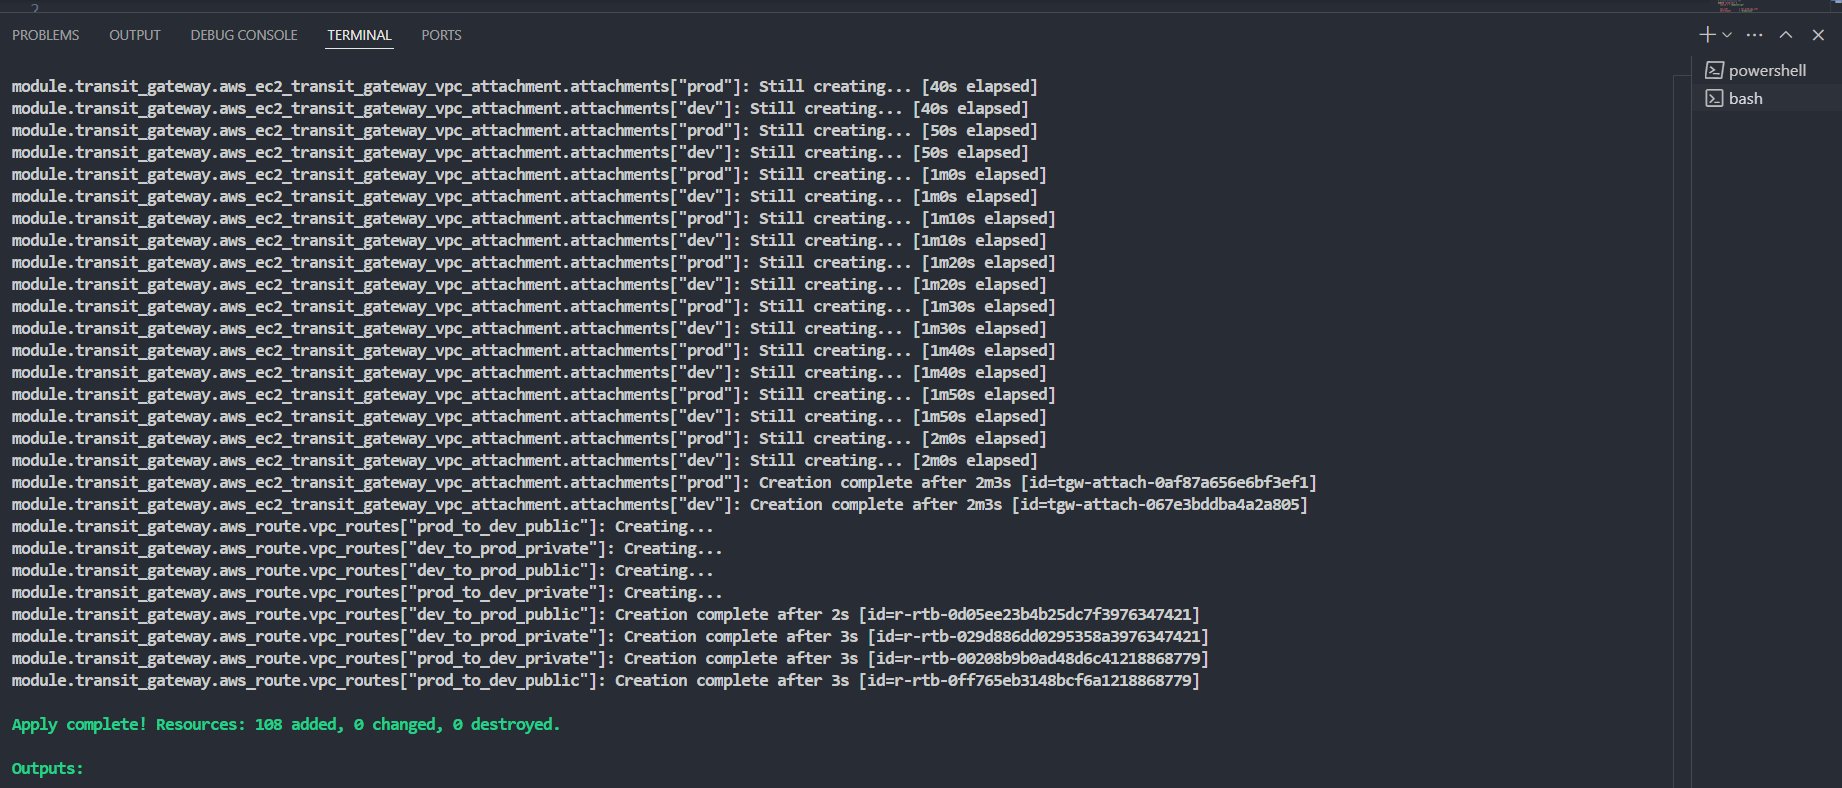 2
PROBLEMS OUTPUT DEBUG CONSOLE TERMINAL PORTS
powershell
bash
module.transit_gateway.aws_ec2_transit_gateway_vpc_attachment.attachments["prod"]: Still creating... [40s elapsed]
module.transit_gateway.aws_ec2_transit_gateway_vpc_attachment.attachments["dev"]: Still creating... [40s elapsed]
module.transit_gateway.aws_ec2_transit_gateway_vpc_attachment.attachments["prod"]: Still creating... [50s elapsed]
module.transit_gateway.aws_ec2_transit_gateway_vpc_attachment.attachments["dev"]: Still creating... [50s elapsed]
module.transit_gateway.aws_ec2_transit_gateway_vpc_attachment.attachments["prod"]: Still creating... [1m0s elapsed]
module.transit_gateway.aws_ec2_transit_gateway_vpc_attachment.attachments["dev"]: Still creating... [1m0s elapsed]
module.transit_gateway.aws_ec2_transit_gateway_vpc_attachment.attachments["prod"]: Still creating... [1m10s elapsed]
module.transit_gateway.aws_ec2_transit_gateway_vpc_attachment.attachments["dev"]: Still creating... [1m10s elapsed]
module.transit_gateway.aws_ec2_transit_gateway_vpc_attachment.attachments["prod"]: Still creating... [1m20s elapsed]
module.transit_gateway.aws_ec2_transit_gateway_vpc_attachment.attachments["dev"]: Still creating... [1m20s elapsed]
module.transit_gateway.aws_ec2_transit_gateway_vpc_attachment.attachments["prod"]: Still creating... [1m30s elapsed]
module.transit_gateway.aws_ec2_transit_gateway_vpc_attachment.attachments["dev"]: Still creating... [1m30s elapsed]
module.transit_gateway.aws_ec2_transit_gateway_vpc_attachment.attachments["prod"]: Still creating... [1m40s elapsed]
module.transit_gateway.aws_ec2_transit_gateway_vpc_attachment.attachments["dev"]: Still creating... [1m40s elapsed]
module.transit_gateway.aws_ec2_transit_gateway_vpc_attachment.attachments["prod"]: Still creating... [1m50s elapsed]
module.transit_gateway.aws_ec2_transit_gateway_vpc_attachment.attachments["dev"]: Still creating... [1m50s elapsed]
module.transit_gateway.aws_ec2_transit_gateway_vpc_attachment.attachments["prod"]: Still creating... [2m0s elapsed]
module.transit_gateway.aws_ec2_transit_gateway_vpc_attachment.attachments["dev"]: Still creating... [2m0s elapsed]
module.transit_gateway.aws_ec2_transit_gateway_vpc_attachment.attachments["prod"]: Creation complete after 2m3s [id=tgw-attach-0af87a656e6bf3ef1]
module.transit_gateway.aws_ec2_transit_gateway_vpc_attachment.attachments["dev"]: Creation complete after 2m3s [id=tgw-attach-067e3bddba4a2a805]
module.transit_gateway.aws_route.vpc_routes["prod_to_dev_public"]: Creating...
module.transit_gateway.aws_route.vpc_routes["dev_to_prod_private"]: Creating...
module.transit_gateway.aws_route.vpc_routes["dev_to_prod_public"]: Creating...
module.transit_gateway.aws_route.vpc_routes["prod_to_dev_private"]: Creating...
module.transit_gateway.aws_route.vpc_routes["dev_to_prod_public"]: Creation complete after 2s [id=r-rtb-0d05ee23b4b25dc7f3976347421]
module.transit_gateway.aws_route.vpc_routes["dev_to_prod_private"]: Creation complete after 3s [id=r-rtb-029d886dd0295358a3976347421]
module.transit_gateway.aws_route.vpc_routes["prod_to_dev_private"]: Creation complete after 3s [id=r-rtb-00208b9b0ad48d6c41218868779]
module.transit_gateway.aws_route.vpc_routes["prod_to_dev_public"]: Creation complete after 3s [id=r-rtb-0ff765eb3148bcf6a1218868779]
Apply complete! Resources: 108 added, 0 changed, 0 destroyed.
Outputs: